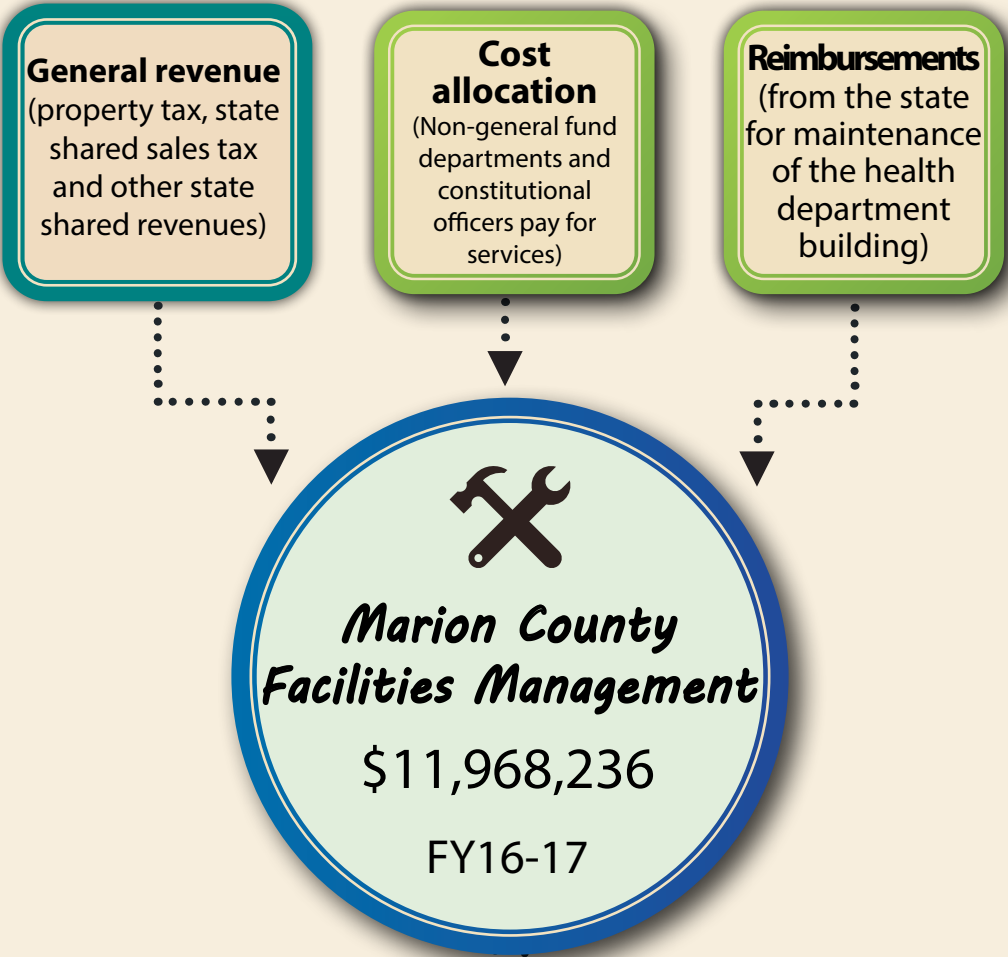 General revenue
(property tax, state
shared sales tax
and other state
shared revenues)
Cost
allocation
(Non-general fund
departments and
constitutional
officers pay for
services)
Reimbursements
(from the state
for maintenance
of the health
department
building)
Marion County
Facilities Management
$11,968,236
FY16-17